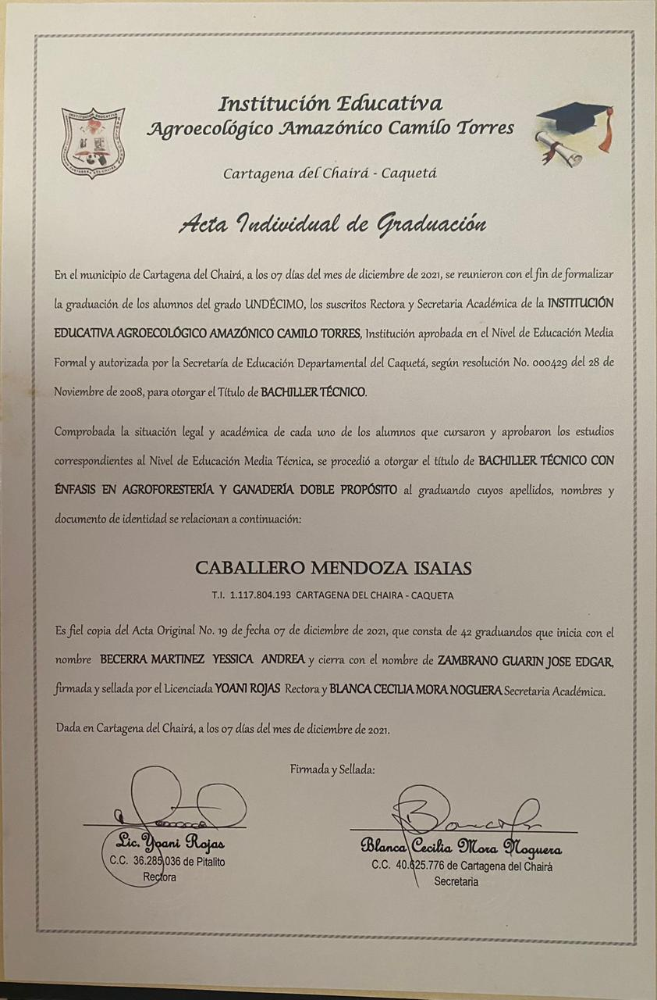 Institución Educativa
Agroecológico Amazónico Camilo Torres
Cartagena del Chairá - Caquetá
Acta Individual de Graduación
En el municipio de Cartagena del Chairá, a los 07 días del mes de diciembre de 2021, se reunieron con el fin de formalizar
la graduación de los alumnos del grado UNDÉCIMO, los suscritos Rectora y Secretaria Académica de la INSTITUCIÓN
EDUCATIVA AGROECOLÓGICO AMAZÓNICO CAMILO TORRES, Institución aprobada en el Nivel de Educación Media
Formal y autorizada por la Secretaría de Educación Departamental del Caquetá, según resolución No. 000429 del 28 de
Noviembre de 2008, para otorgar el Título de BACHILLER TÉCNICO.
Comprobada la situación legal y académica de cada uno de los alumnos que cursaron y aprobaron los estudios
correspondientes al Nivel de Educación Media Técnica, se procedió a otorgar el título de BACHILLER TÉCNICO CON
ÉNFASIS EN AGROFORESTERÍA Y GANADERÍA DOBLE PROPÓSITO al graduando cuyos apellidos, nombres y
documento de identidad se relacionan a continuación:
CABALLERO MENDOZA ISAIAS
T.I. 1.117.804.193 CARTAGENA DEL CHAIRA - CAQUETA
Es fiel copia del Acta Original No. 19 de fecha 07 de diciembre de 2021, que consta de 42 graduandos que inicia con el
nombre BECERRA MARTINEZ YESSICA ANDREA y cierra con el nombre de ZAMBRANO GUARIN JOSE EDGAR,
firmada y sellada por el Licenciada YOANI ROJAS Rectora y BLANCA CECILIA MORA NOGUERA Secretaria Académica.
Dada en Cartagena del Chairá, a los 07 días del mes de diciembre de 2021.
Firmada y Sellada:
Lic. Yoani Rojas
C.C. 36.285.036 de Pitalito
Rectora
Blanca Cecilia Mora Noguera
C.C. 40.625.776 de Cartagena del Chairá
Secretaria